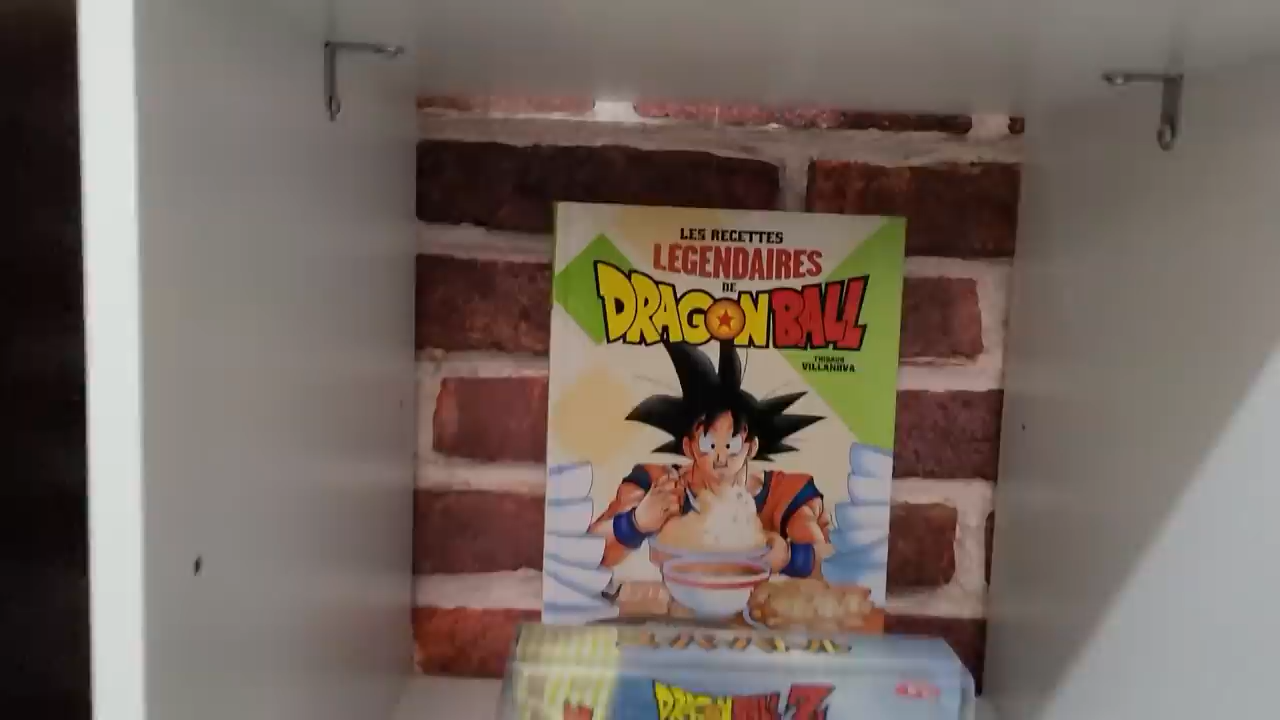 LES RECETTES
LÉGENDAIRES
DE
DRAGON BALL
THIBAUD
VILLANOVA
DRAGON BALL Z